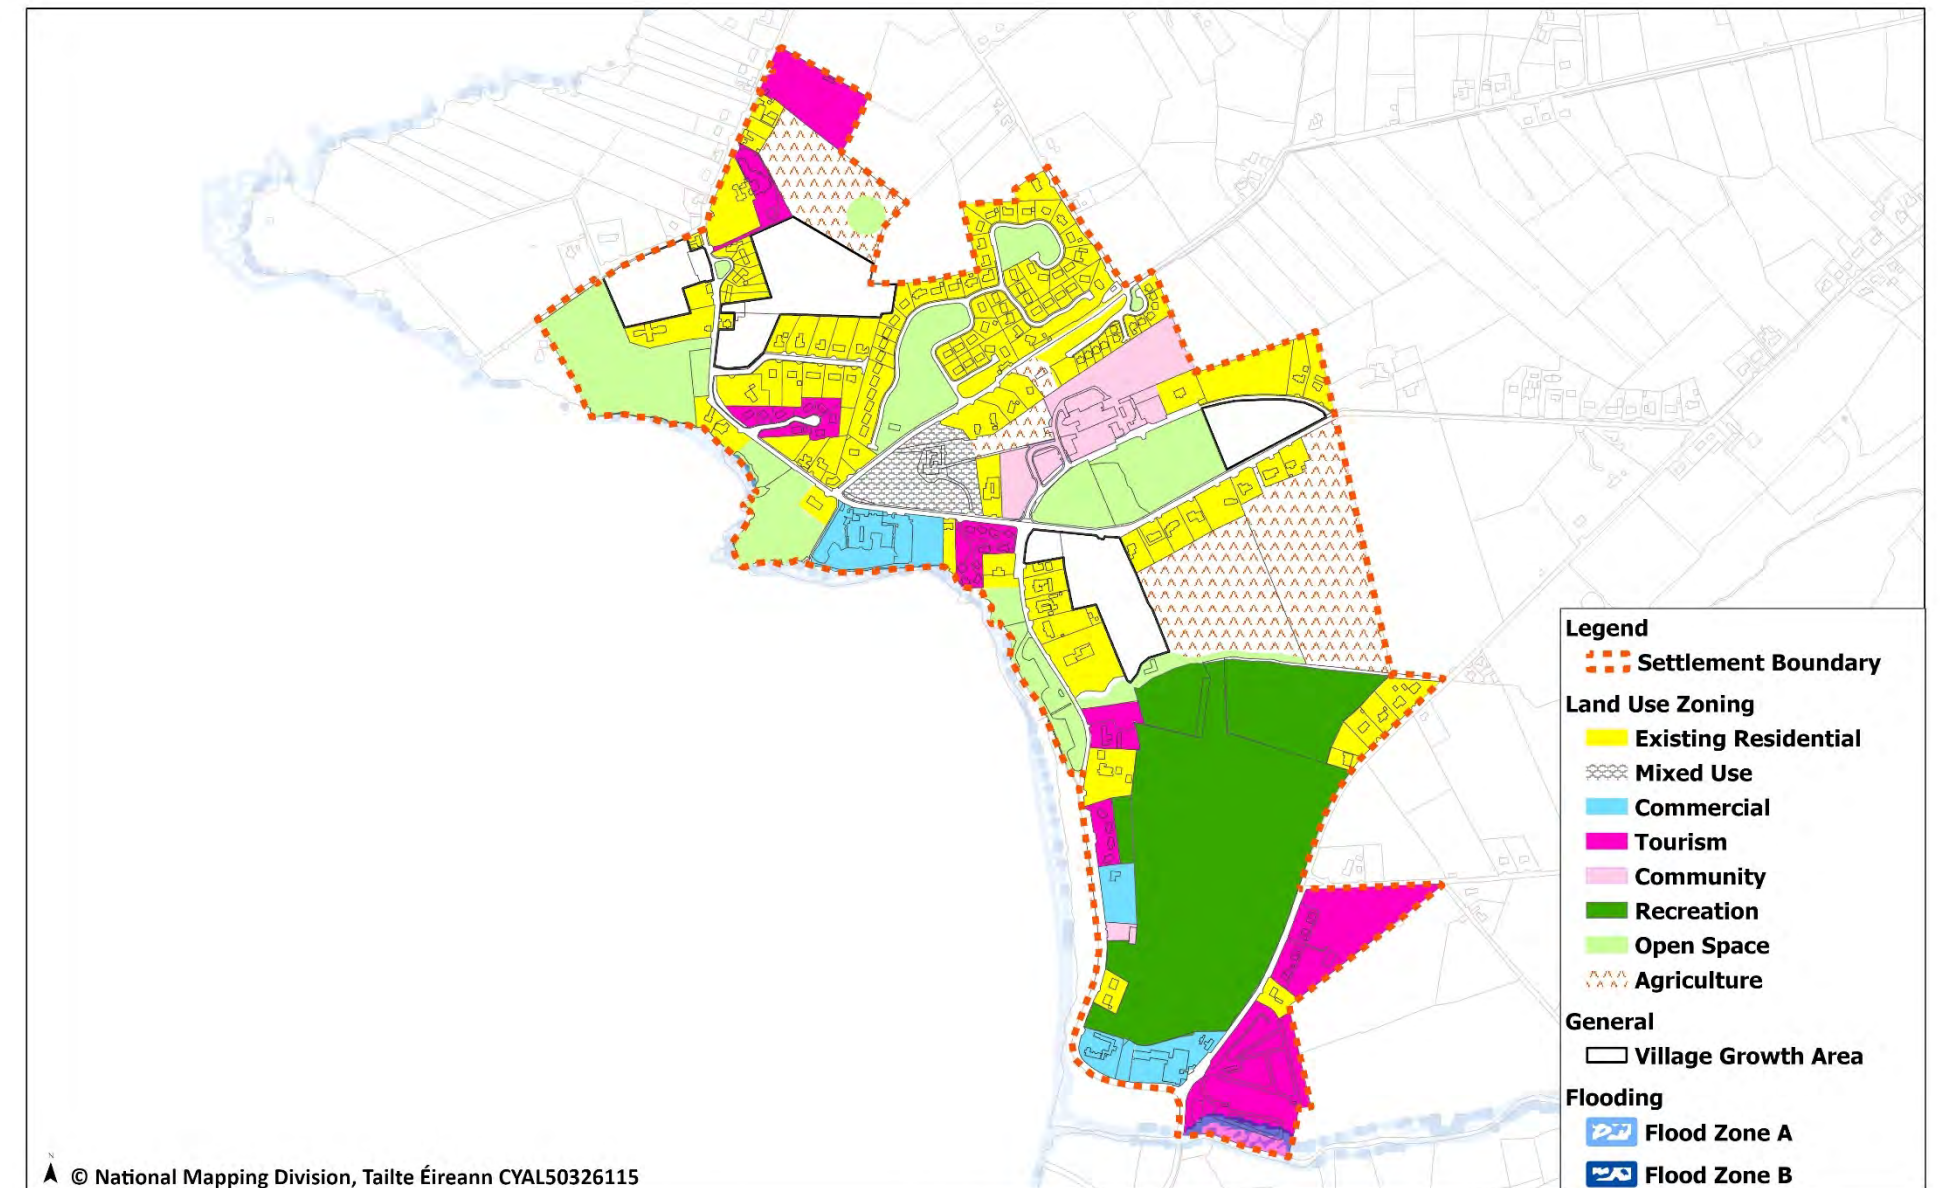 Legend
Settlement Boundary
Land Use Zoning
Existing Residential
Mixed Use
Commercial
Tourism
Community
Recreation
Open Space
Agriculture
General
Village Growth Area
Flooding
Flood Zone A
Flood Zone B
N
© National Mapping Division, Tailte Éireann CYAL50326115